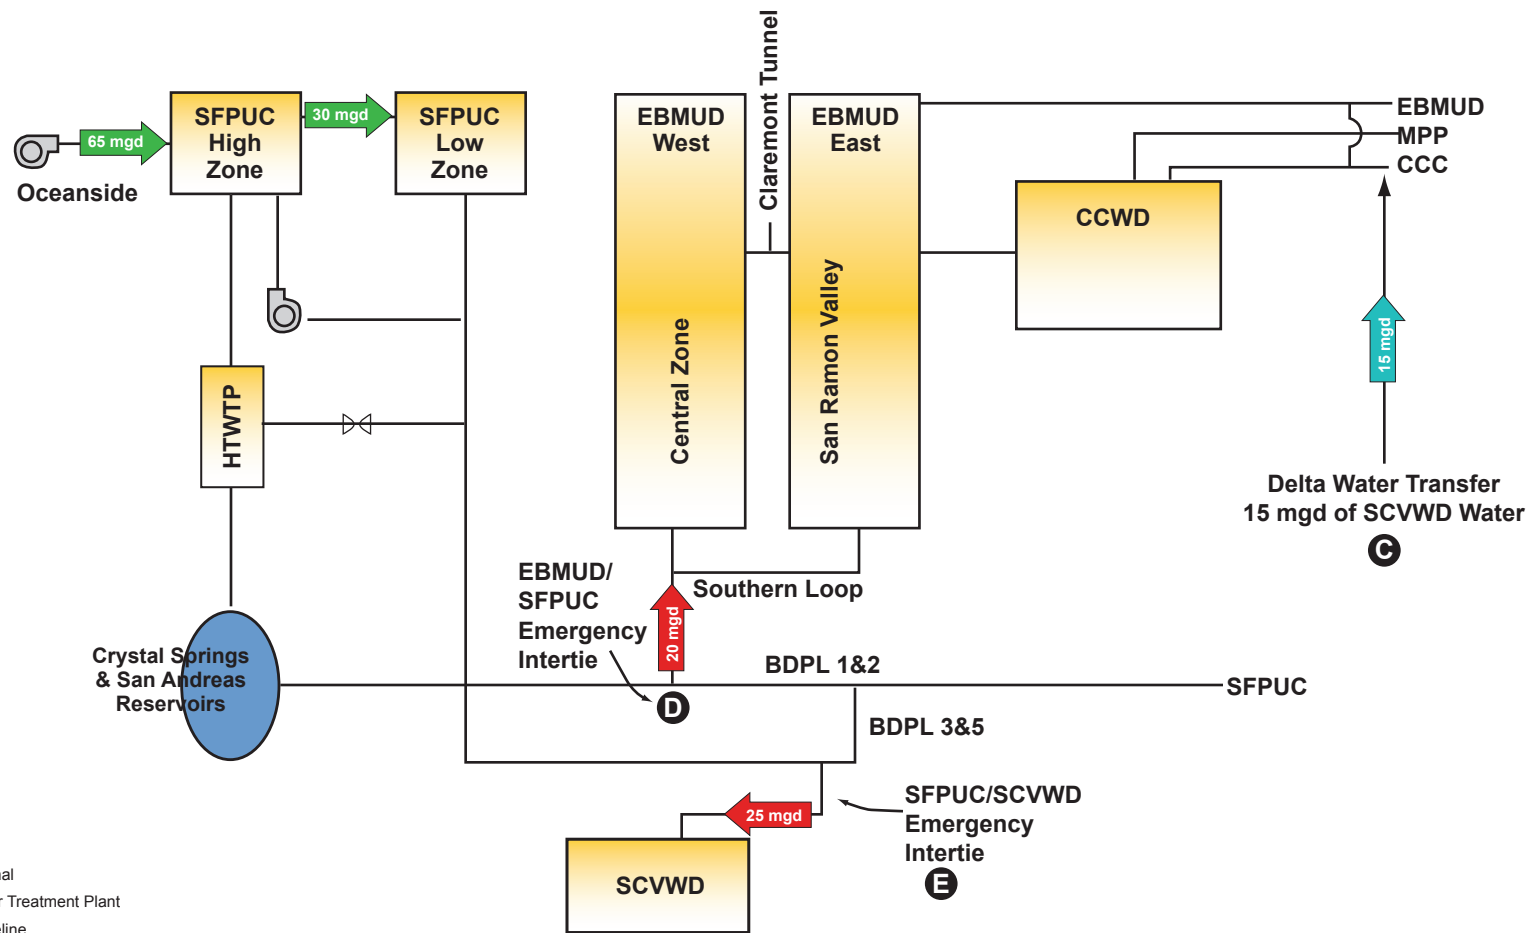 Claremont Tunnel
65 mgd
Oceanside
SFPUC
High
Zone
30 mgd
SFPUC
Low
Zone
EBMUD
West
Central Zone
EBMUD
East
San Ramon Valley
CCWD
EBMUD
MPP
CCC
15 mgd
Delta Water Transfer
15 mgd of SCVWD Water
C
HTWTP
Crystal Springs
& San Andreas
Reservoirs
EBMUD/
SFPUC
Emergency
Intertie
D
20 mgd
Southern Loop
BDPL 1&2
SFPUC
BDPL 3&5
25 mgd
SFPUC/SCVWD
Emergency
Intertie
E
SCVWD
Treatment Plant